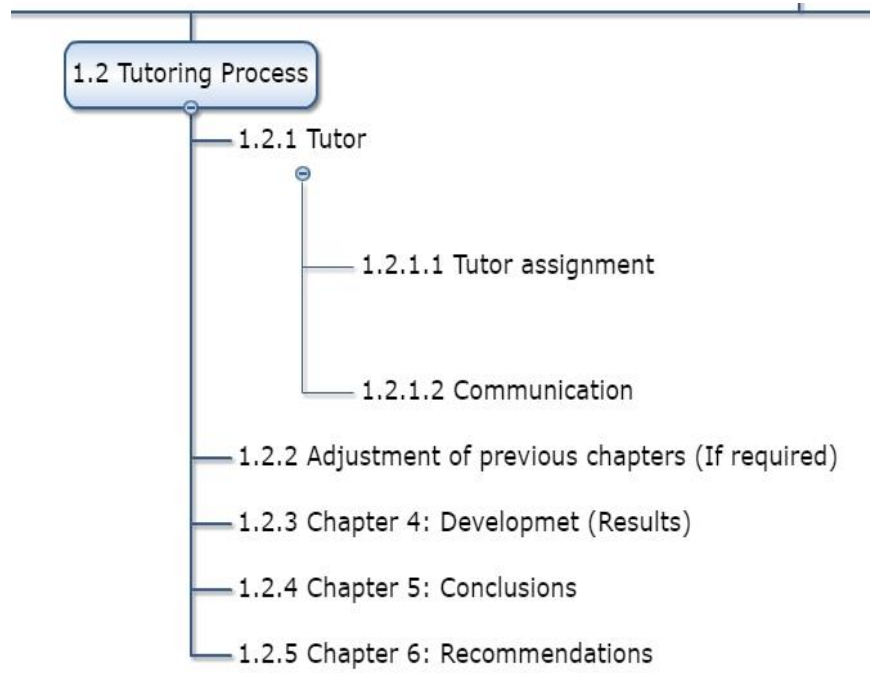 1.2 Tutoring Process
1.2.1 Tutor
1.2.1.1 Tutor assignment
1.2.1.2 Communication
1.2.2 Adjustment of previous chapters (If required)
1.2.3 Chapter 4: Developmet (Results)
1.2.4 Chapter 5: Conclusions
1.2.5 Chapter 6: Recommendations